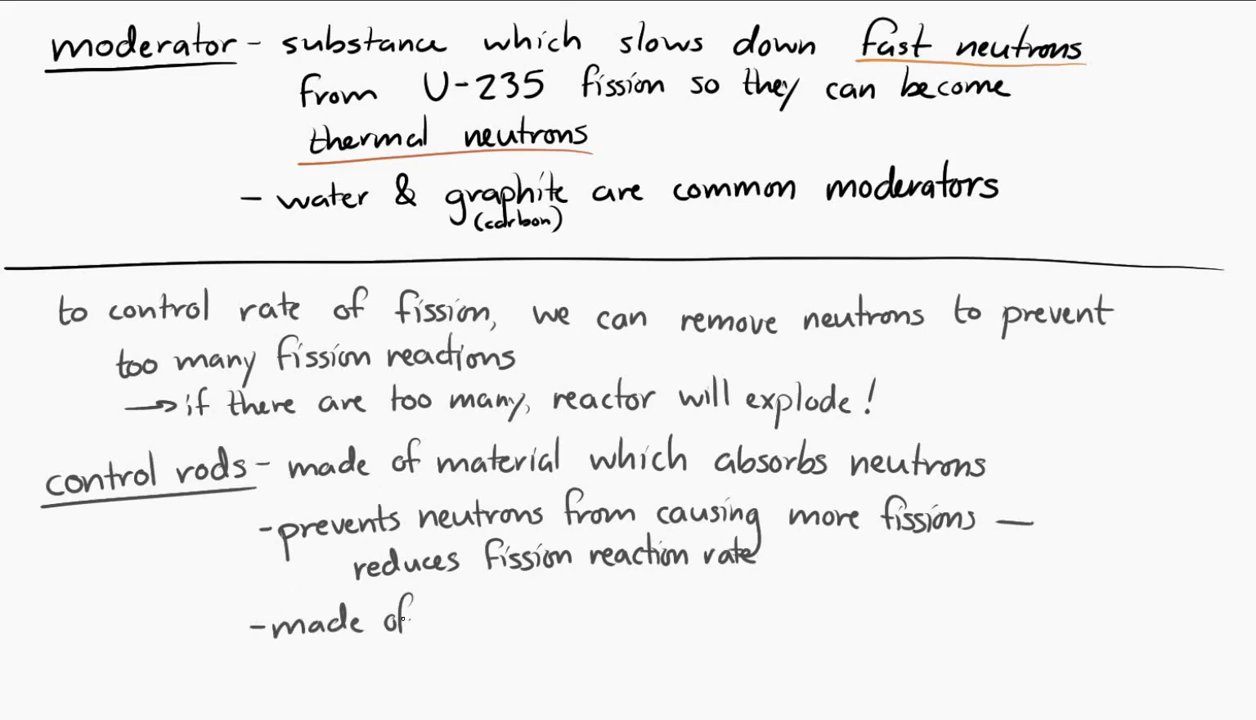 moderator - substance which slows down fast neutrons
from U-235 fission so they can become
thermal neutrons
- water & graphite are common moderators
(carbon)
to control rate of fission, we can remove neutrons to prevent
too many fission reactions
→ if there are too many, reactor will explode!
control rods - made of material which absorbs neutrons
- prevents neutrons from causing more fissions —
reduces fission reaction rate
- made of